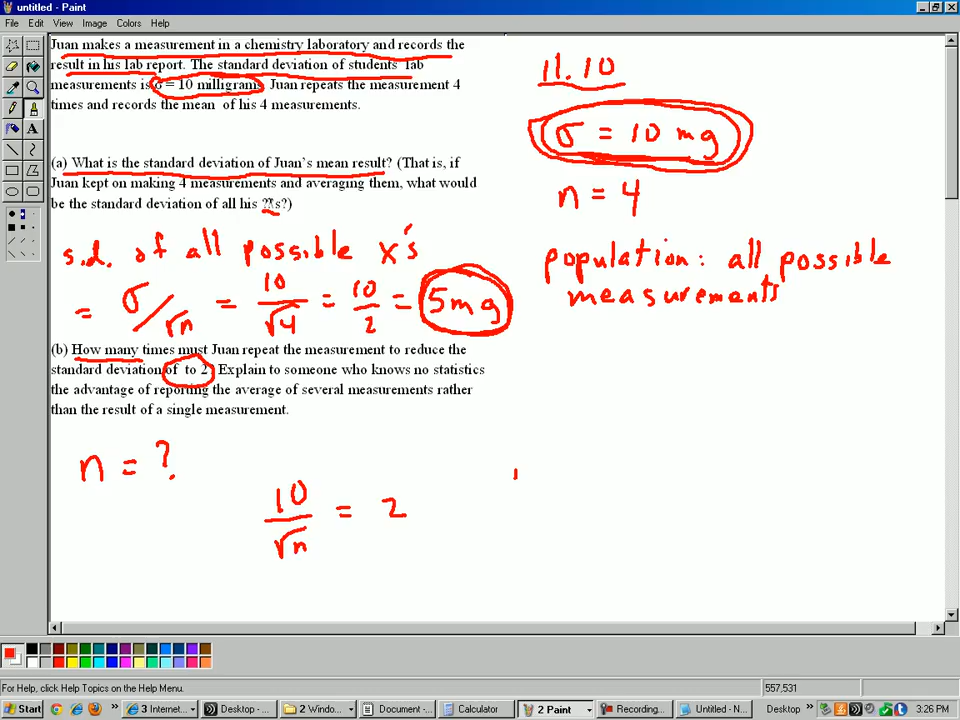 untitled - Paint
File Edit View Image Colors Help
Juan makes a measurement in a chemistry laboratory and records the
result in his lab report. The standard deviation of students' lab
measurements is σ = 10 milligrams. Juan repeats the measurement 4
times and records the mean of his 4 measurements.
(a) What is the standard deviation of Juan's mean result? (That is, if
Juan kept on making 4 measurements and averaging them, what would
be the standard deviation of all his ??s?)
s.d. of all possible x's
= σ/√n = 10/√4 = 10/2 = 5mg
11.10
σ = 10 mg
n = 4
population: all possible
measurements
(b) How many times must Juan repeat the measurement to reduce the
standard deviation of to 2? Explain to someone who knows no statistics
the advantage of reporting the average of several measurements rather
than the result of a single measurement.
n = ?
10/√n = 2
For Help, click Help Topics on the Help Menu.
557,531
Start
3 Internet...
Desktop - ...
2 Windo...
Document -...
Calculator
2 Paint
Recording...
Untitled - N...
Desktop
3:26 PM